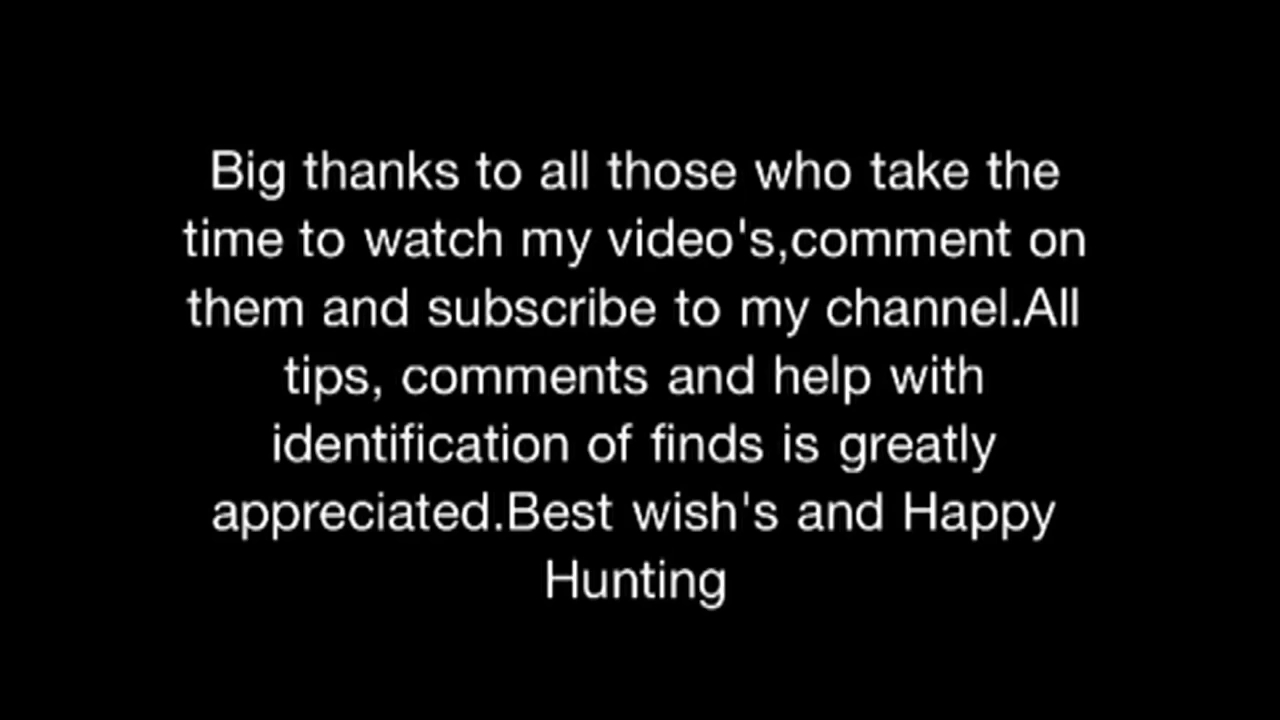 Big thanks to all those who take the
time to watch my video's,comment on
them and subscribe to my channel.All
tips, comments and help with
identification of finds is greatly
appreciated.Best wish's and Happy
Hunting